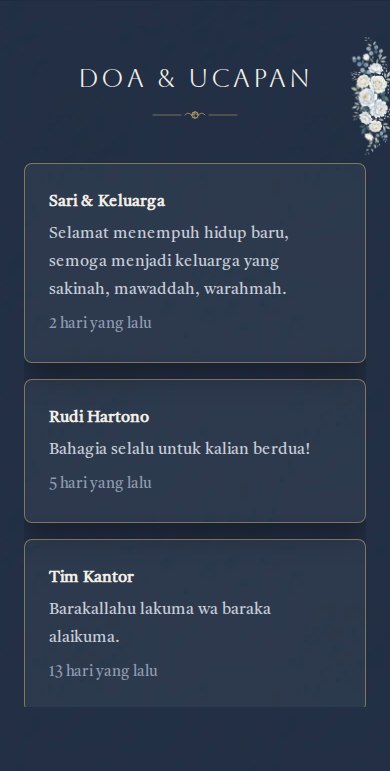 DOA & UCAPAN
Sari & Keluarga
Selamat menempuh hidup baru,
semoga menjadi keluarga yang
sakinah, mawaddah, warahmah.
2 hari yang lalu
Rudi Hartono
Bahagia selalu untuk kalian berdua!
5 hari yang lalu
Tim Kantor
Barakallahu lakuma wa baraka
alaikuma.
13 hari yang lalu